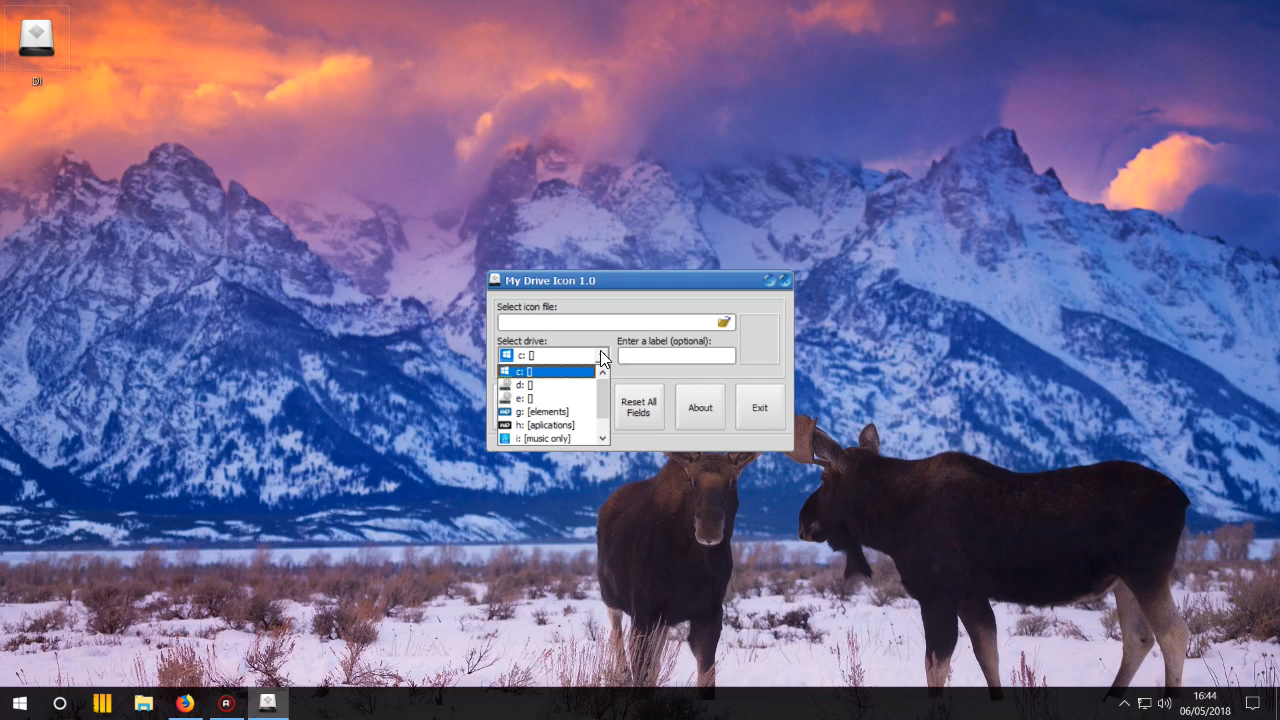 DI
My Drive Icon 1.0
Select icon file:
Select drive:
Enter a label (optional):
c: []
c: []
d: []
e: []
g: [elements]
h: [aplications]
i: [music only]
Reset All
Fields
About
Exit
16:44
06/05/2018